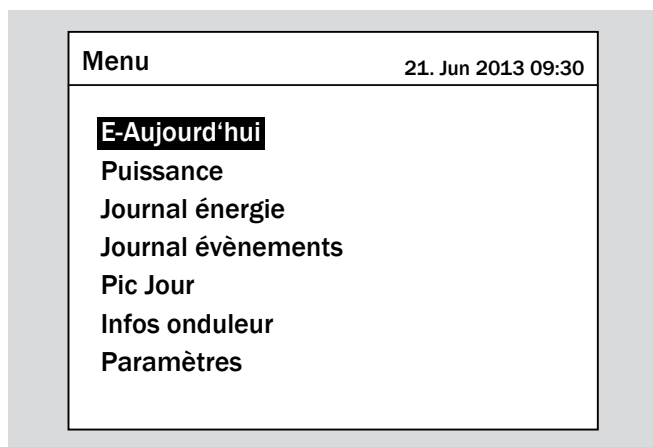 Menu
21. Jun 2013 09:30
E-Aujourd‘hui
Puissance
Journal énergie
Journal évènements
Pic Jour
Infos onduleur
Paramètres